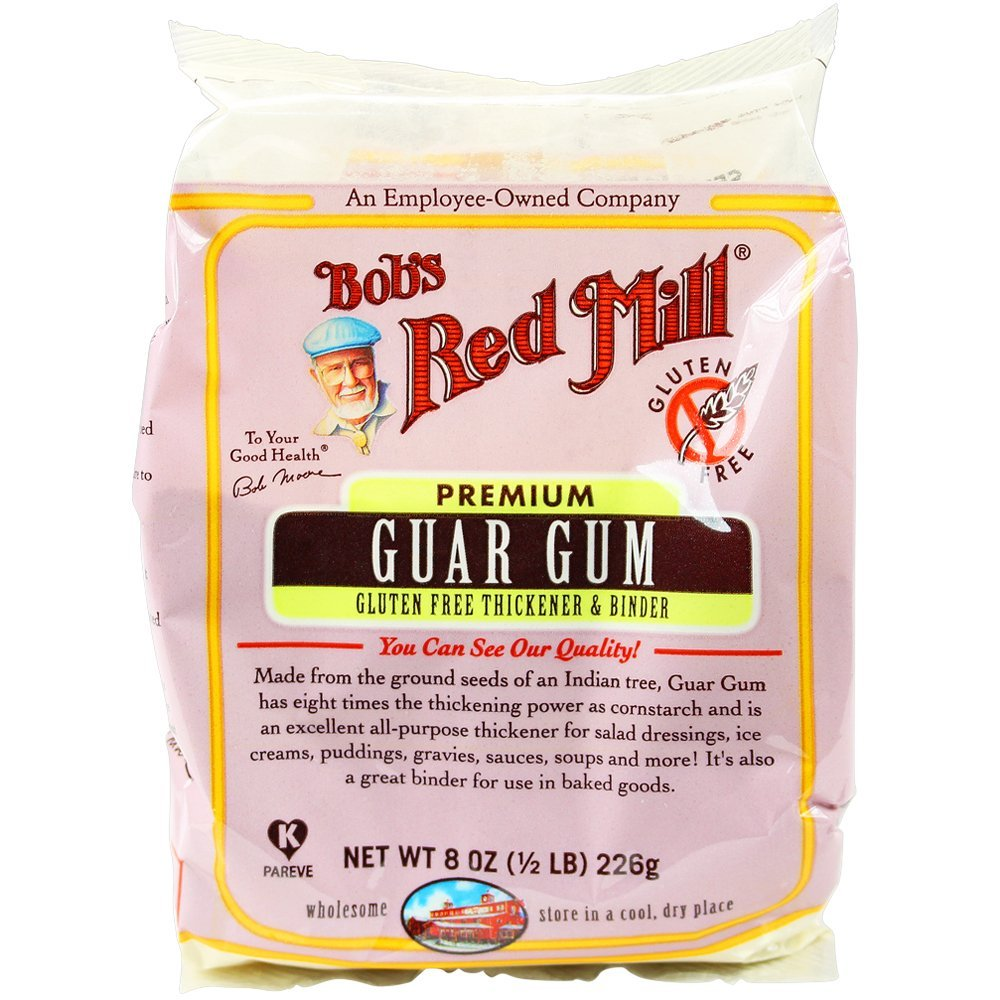 An Employee-Owned Company
Bob's
Red Mill®
GLUTEN
FREE
To Your
Good Health®
Bob Moore
PREMIUM
GUAR GUM
GLUTEN FREE THICKENER & BINDER
You Can See Our Quality!
Made from the ground seeds of an Indian tree, Guar Gum
has eight times the thickening power as cornstarch and is
an excellent all-purpose thickener for salad dressings, ice
creams, puddings, gravies, sauces, soups and more! It's also
a great binder for use in baked goods.
K
PAREVE
NET WT 8 OZ (½ LB) 226g
wholesome
store in a cool, dry place